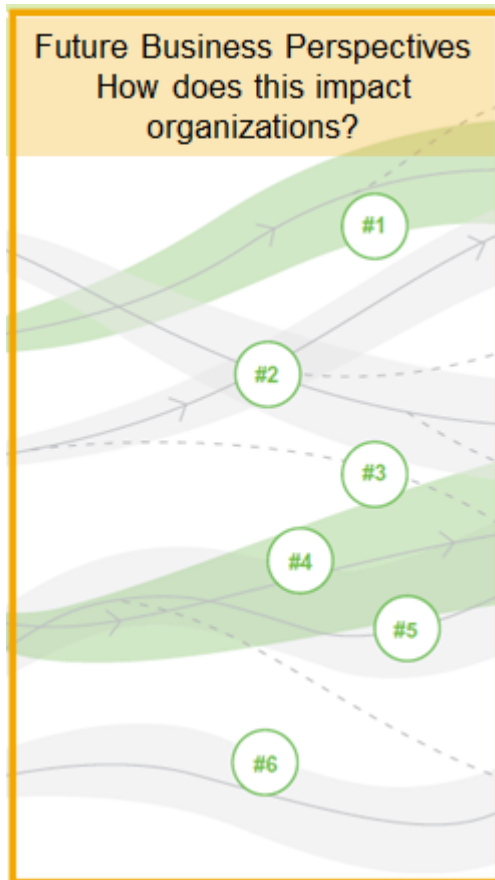 Future Business Perspectives
How does this impact
organizations?
#1
#2
#3
#4
#5
#6